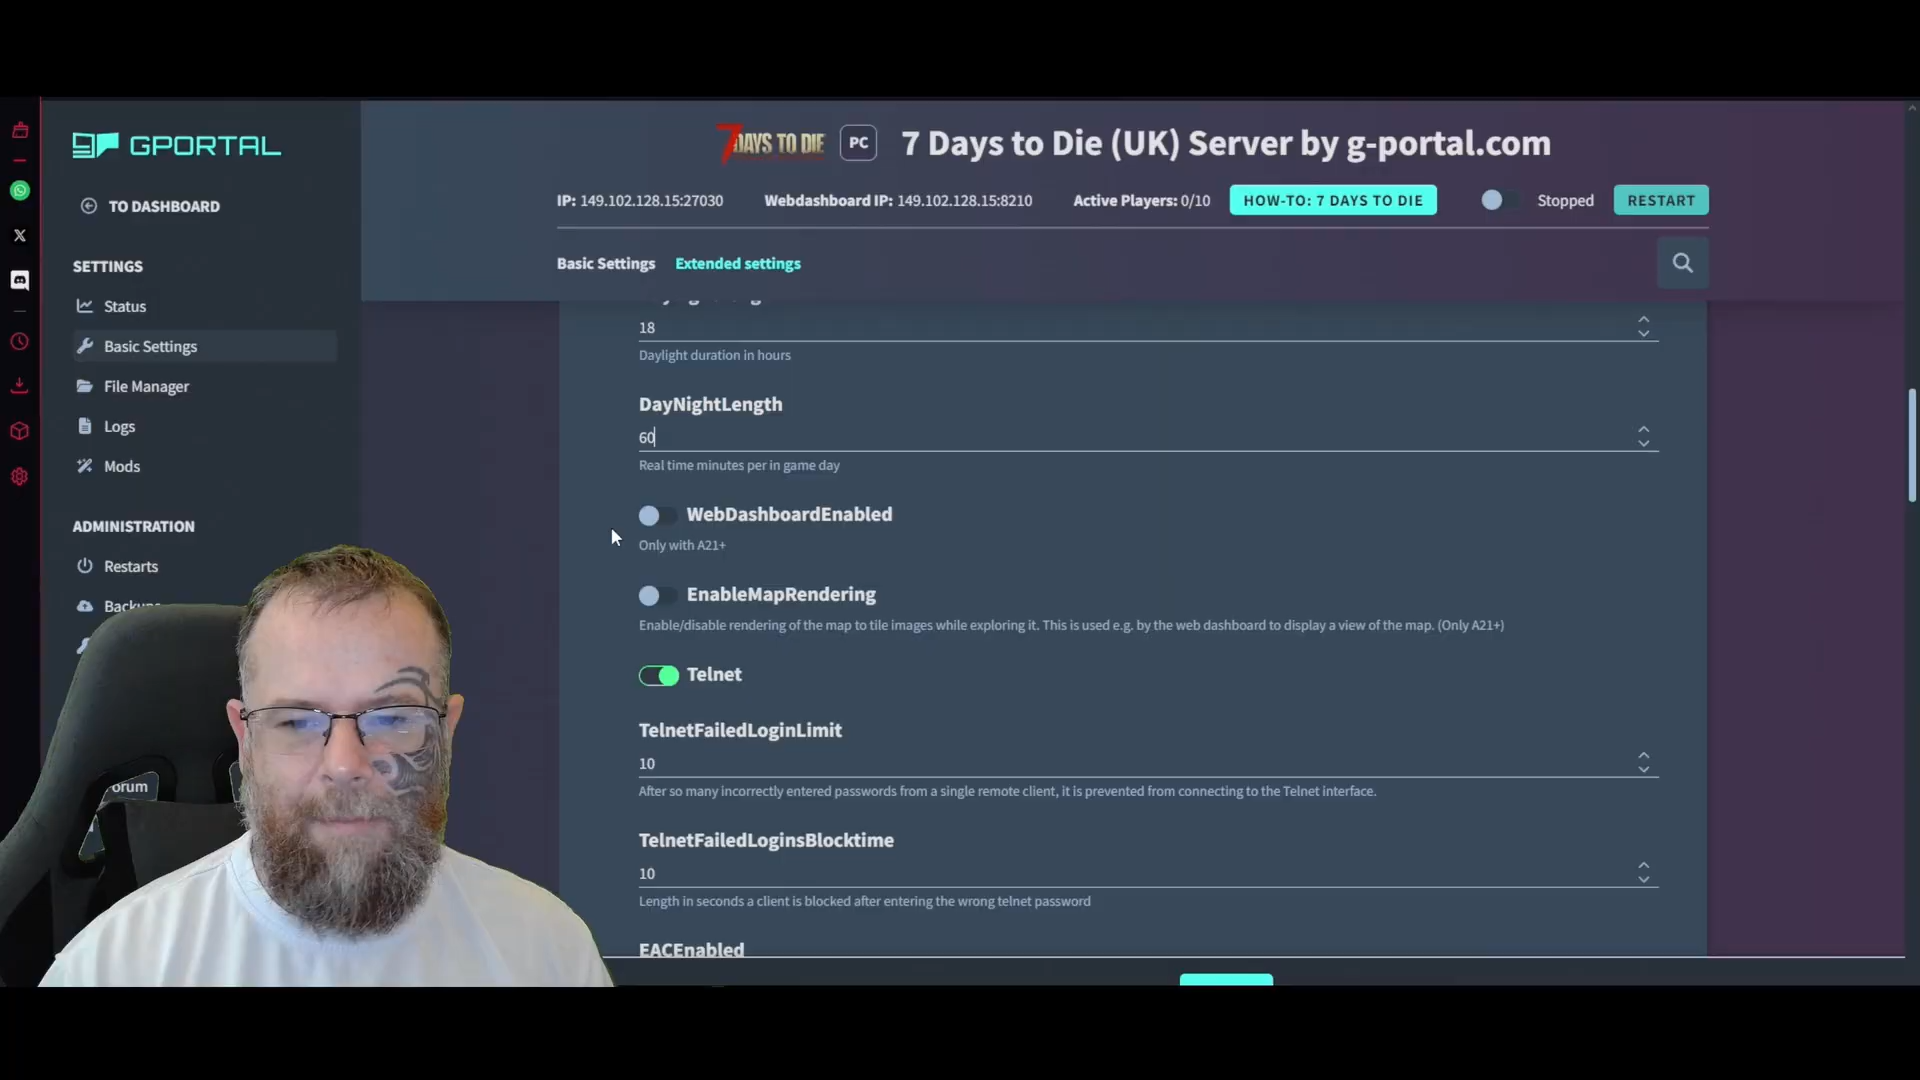 GPORTAL
7 DAYS TO DIE
PC
7 Days to Die (UK) Server by g-portal.com
TO DASHBOARD
IP: 149.102.128.15:27030
Webdashboard IP: 149.102.128.15:8210
Active Players: 0/10
HOW-TO: 7 DAYS TO DIE
Stopped
RESTART
SETTINGS
Status
Basic Settings
File Manager
Logs
Mods
ADMINISTRATION
Restarts
Basic Settings
Extended settings
18
Daylight duration in hours
DayNightLength
60
Real time minutes per in game day
WebDashboardEnabled
Only with A21+
EnableMapRendering
Enable/disable rendering of the map to tile images while exploring it. This is used e.g. by the web dashboard to display a view of the map. (Only A21+)
Telnet
TelnetFailedLoginLimit
10
After so many incorrectly entered passwords from a single remote client, it is prevented from connecting to the Telnet interface.
TelnetFailedLoginsBlocktime
10
Length in seconds a client is blocked after entering the wrong telnet password
EACEnabled